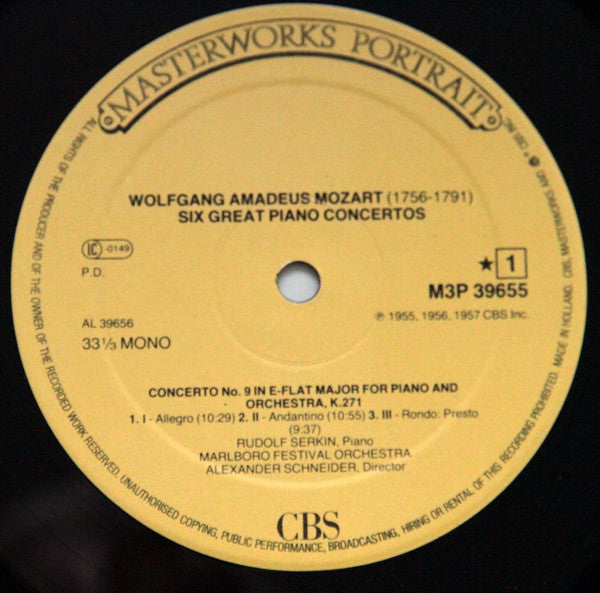 MASTERWORKS PORTRAIT
WOLFGANG AMADEUS MOZART (1756-1791)
SIX GREAT PIANO CONCERTOS
IC -0149
P.D.
★ 1
M3P 39655
℗ 1955, 1956, 1957 CBS Inc.
AL 39656
33⅓ MONO
CONCERTO No. 9 IN E-FLAT MAJOR FOR PIANO AND
ORCHESTRA, K.271
1. I - Allegro (10:29) 2. II - Andantino (10:55) 3. III - Rondo: Presto
(9:37)
RUDOLF SERKIN, Piano
MARLBORO FESTIVAL ORCHESTRA
ALEXANDER SCHNEIDER, Director
CBS
ALL RIGHTS OF THE PRODUCER AND OF THE OWNER OF THE RECORDED WORK RESERVED. UNAUTHORISED COPYING, PUBLIC PERFORMANCE, BROADCASTING, HIRING OR RENTAL OF THIS RECORDING PROHIBITED. MADE IN HOLLAND. CBS, MASTERWORKS AND ℗ CBS INC.